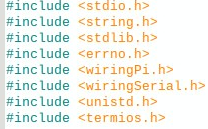 #include <stdio.h>
#include <string.h>
#include <stdlib.h>
#include <errno.h>
#include <wiringPi.h>
#include <wiringSerial.h>
#include <unistd.h>
#include <termios.h>